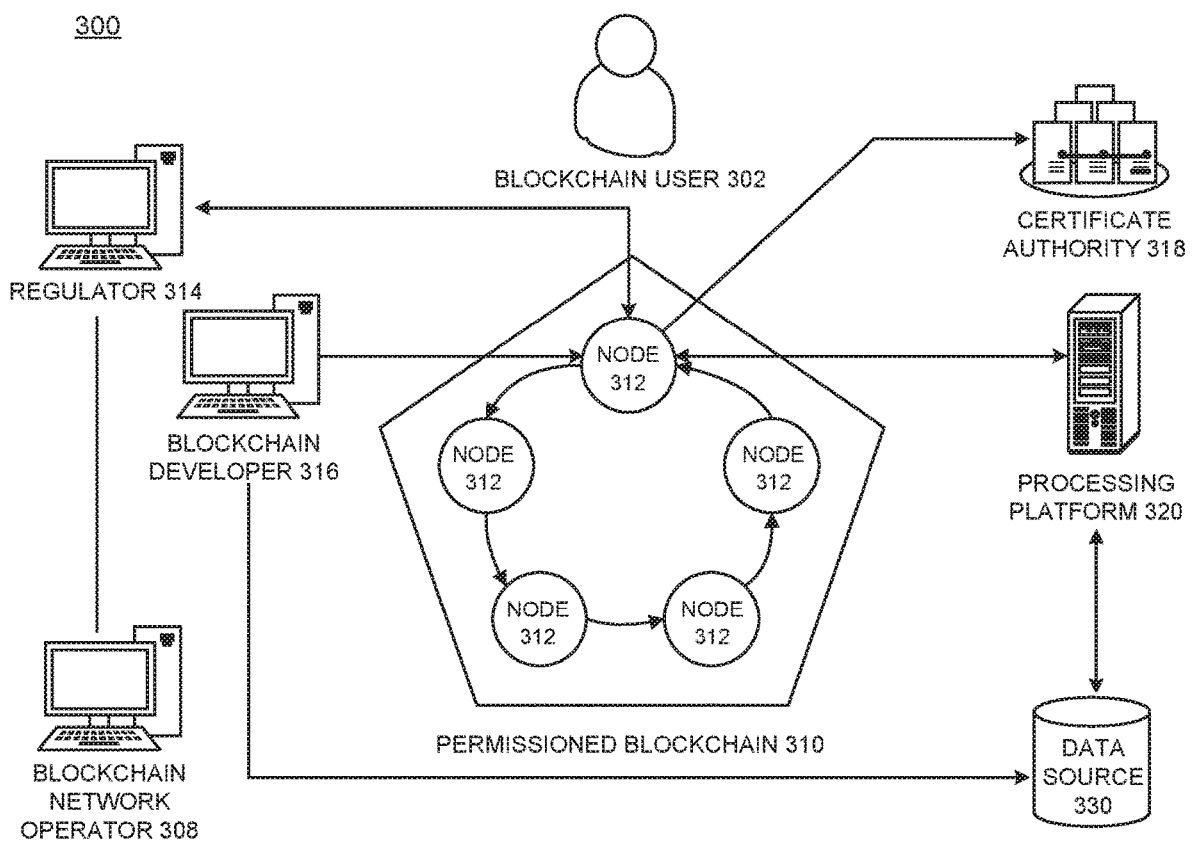 300
BLOCKCHAIN USER 302
CERTIFICATE
AUTHORITY 318
REGULATOR 314
BLOCKCHAIN
DEVELOPER 316
NODE
312
NODE
312
NODE
312
NODE
312
NODE
312
PROCESSING
PLATFORM 320
PERMISSIONED BLOCKCHAIN 310
BLOCKCHAIN
NETWORK
OPERATOR 308
DATA
SOURCE
330